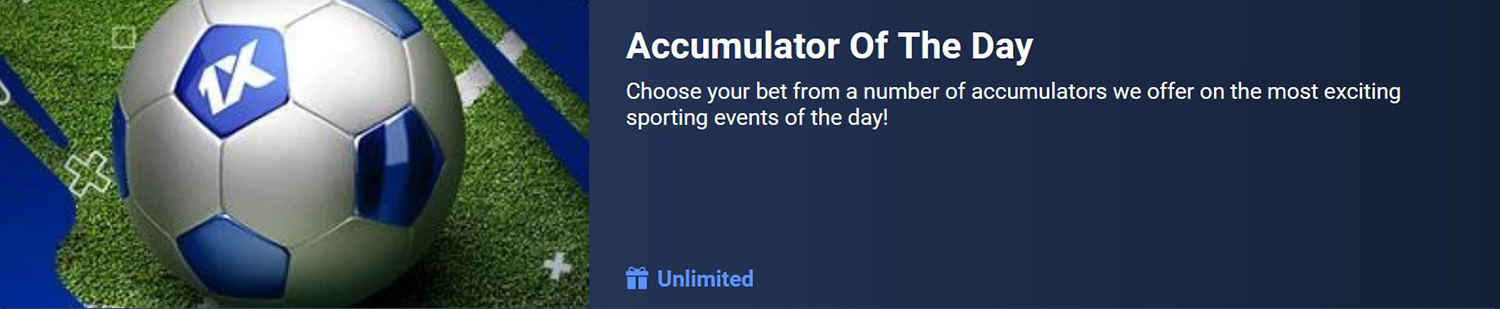 1X
Accumulator Of The Day
Choose your bet from a number of accumulators we offer on the most exciting
sporting events of the day!
Unlimited